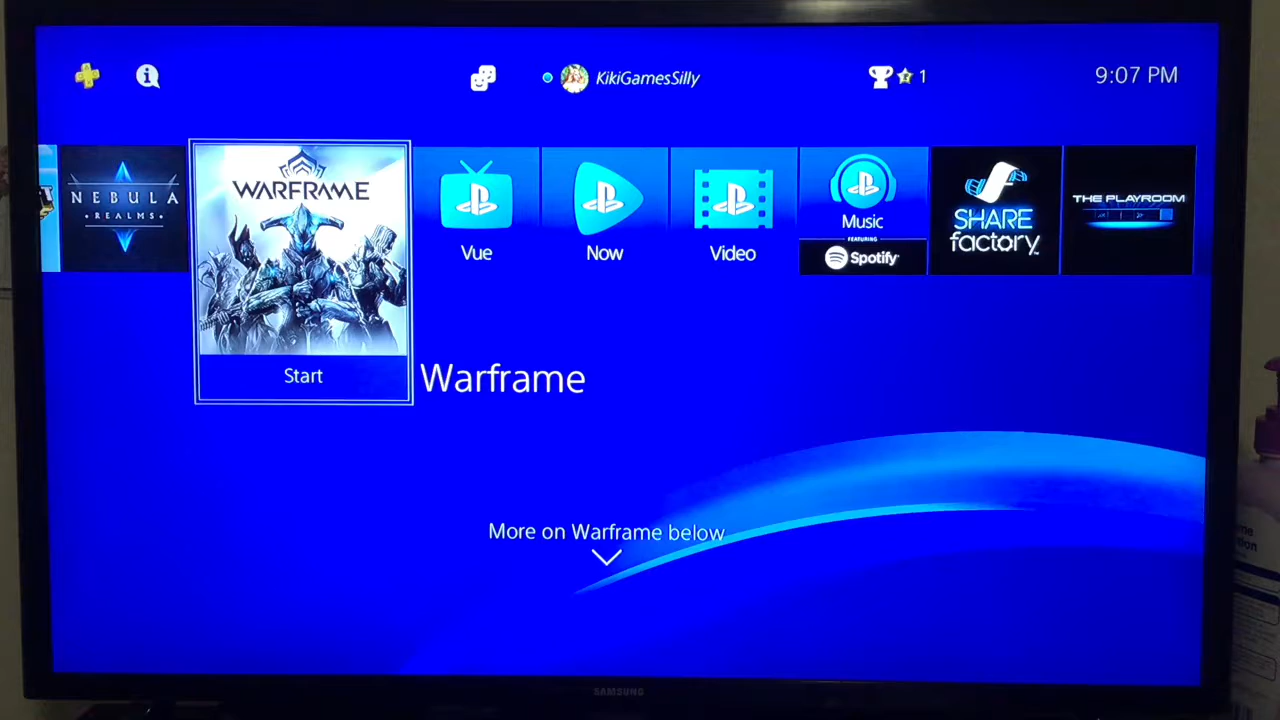 KikiGamesSilly
1
9:07 PM
NEBULA
• REALMS •
WARFRAME
Vue
Now
Video
Music
FEATURING
Spotify
SHARE
factory™
THE PLAYROOM
Start
Warframe
More on Warframe below
SAMSUNG